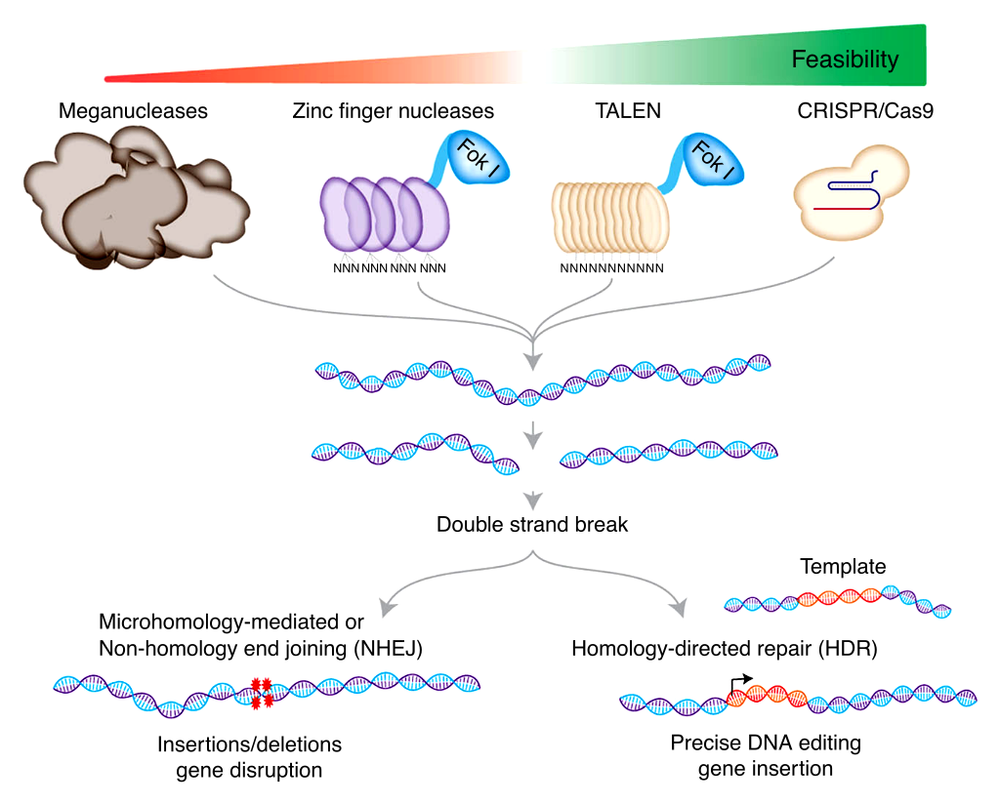 Feasibility
Meganucleases
Zinc finger nucleases
TALEN
CRISPR/Cas9
Fok I
Fok I
NNN NNN NNN NNN
NNNNNNNNNNN
Double strand break
Template
Microhomology-mediated or
Non-homology end joining (NHEJ)
Homology-directed repair (HDR)
Insertions/deletions
gene disruption
Precise DNA editing
gene insertion